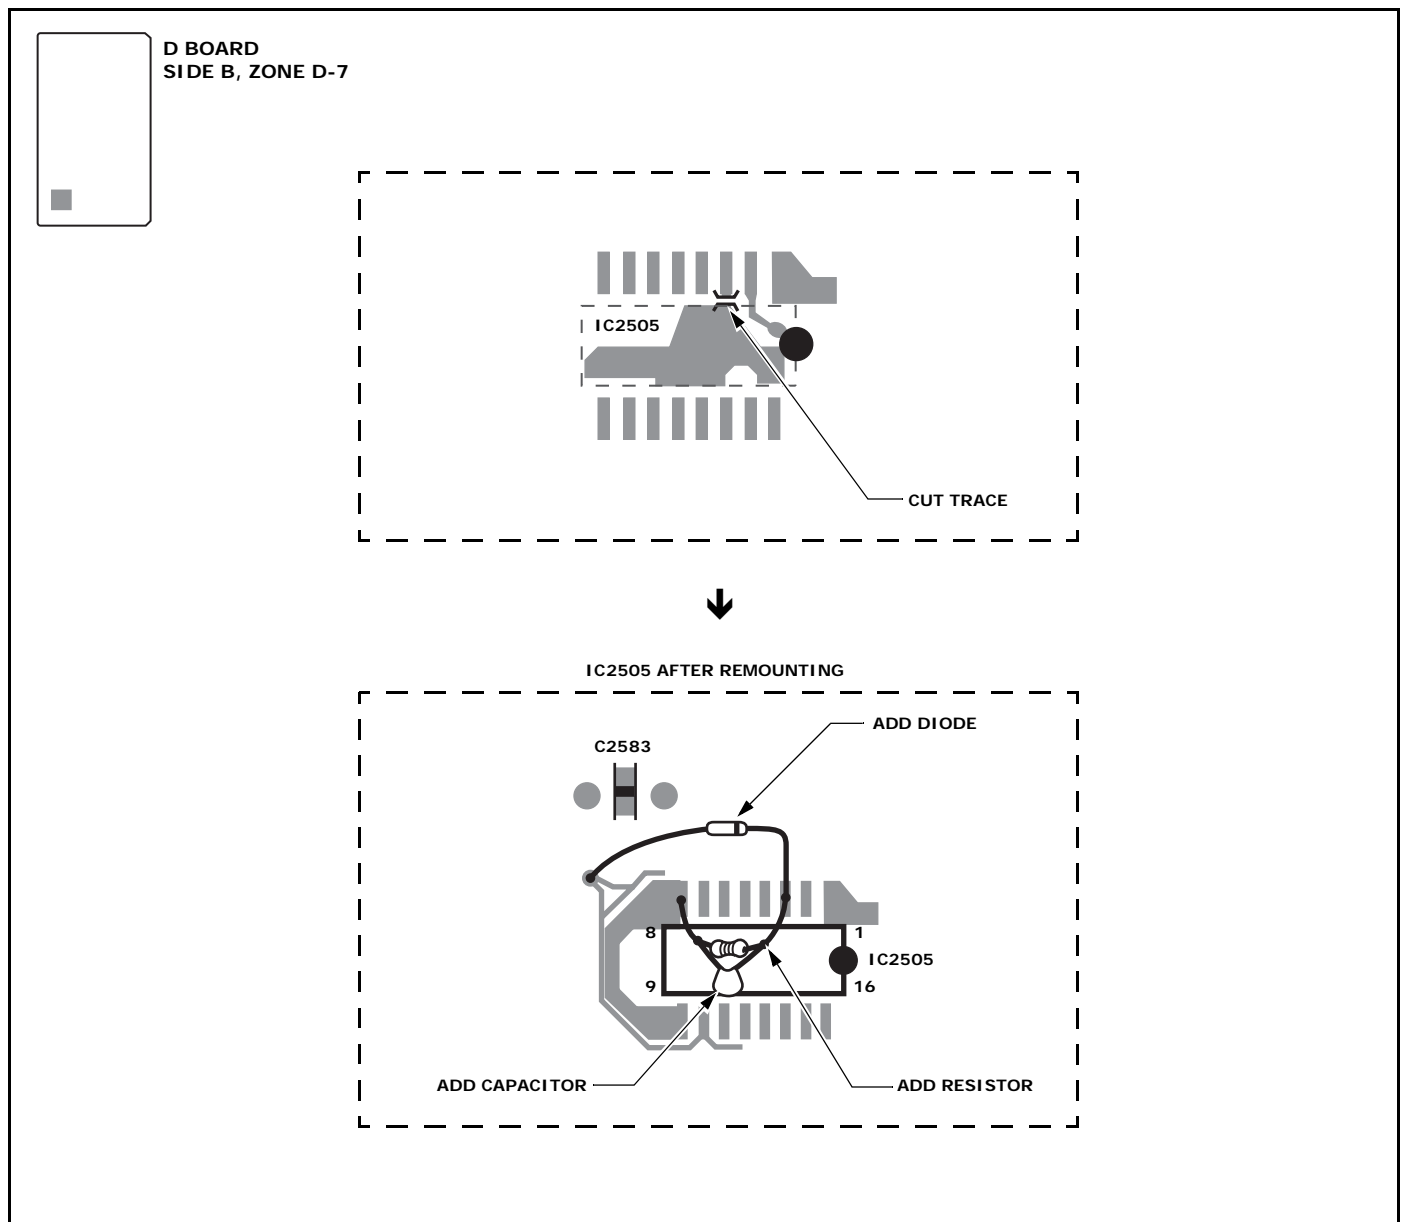 D BOARD
SIDE B, ZONE D-7
IC2505
CUT TRACE
IC2505 AFTER REMOUNTING
ADD DIODE
C2583
8
1
IC2505
9
16
ADD CAPACITOR
ADD RESISTOR